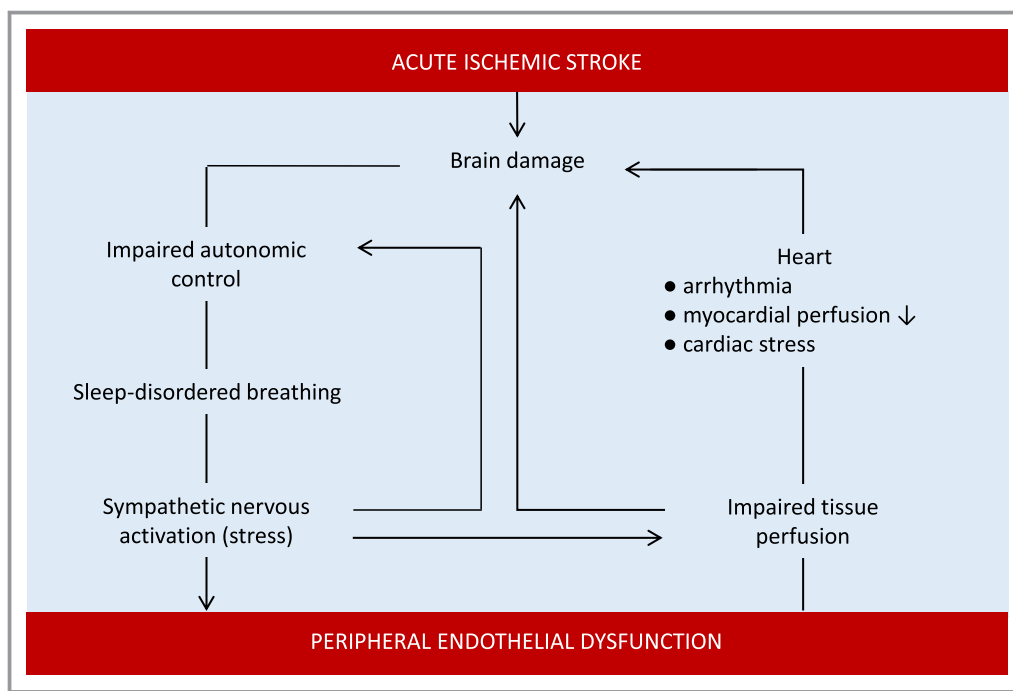 ACUTE ISCHEMIC STROKE
Brain damage
Impaired autonomic
control
Heart
● arrhythmia
● myocardial perfusion ↓
● cardiac stress
Sleep-disordered breathing
Sympathetic nervous
activation (stress)
Impaired tissue
perfusion
PERIPHERAL ENDOTHELIAL DYSFUNCTION